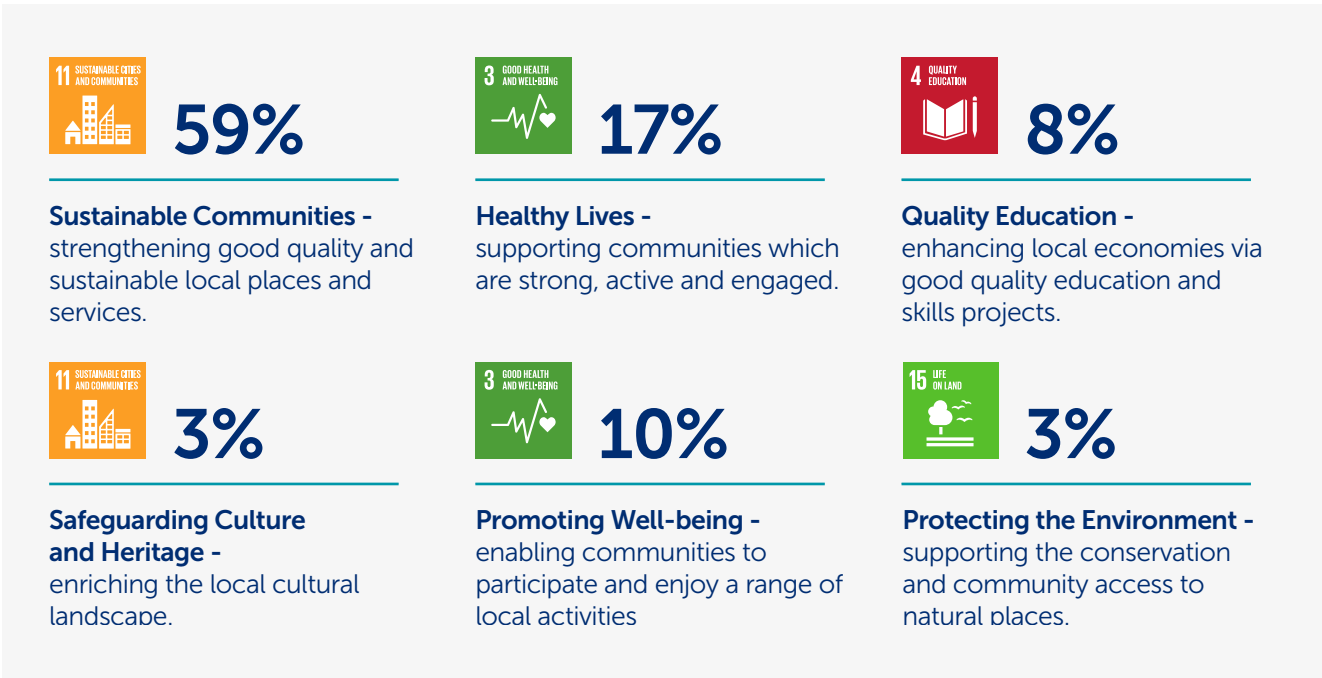 11 SUSTAINABLE CITIES
AND COMMUNITIES
59%
Sustainable Communities -
strengthening good quality and
sustainable local places and
services.
3 GOOD HEALTH
AND WELL-BEING
17%
Healthy Lives -
supporting communities which
are strong, active and engaged.
4 QUALITY
EDUCATION
8%
Quality Education -
enhancing local economies via
good quality education and
skills projects.
11 SUSTAINABLE CITIES
AND COMMUNITIES
3%
Safeguarding Culture
and Heritage -
enriching the local cultural
landscape.
3 GOOD HEALTH
AND WELL-BEING
10%
Promoting Well-being -
enabling communities to
participate and enjoy a range of
local activities
15 LIFE
ON LAND
3%
Protecting the Environment -
supporting the conservation
and community access to
natural places.